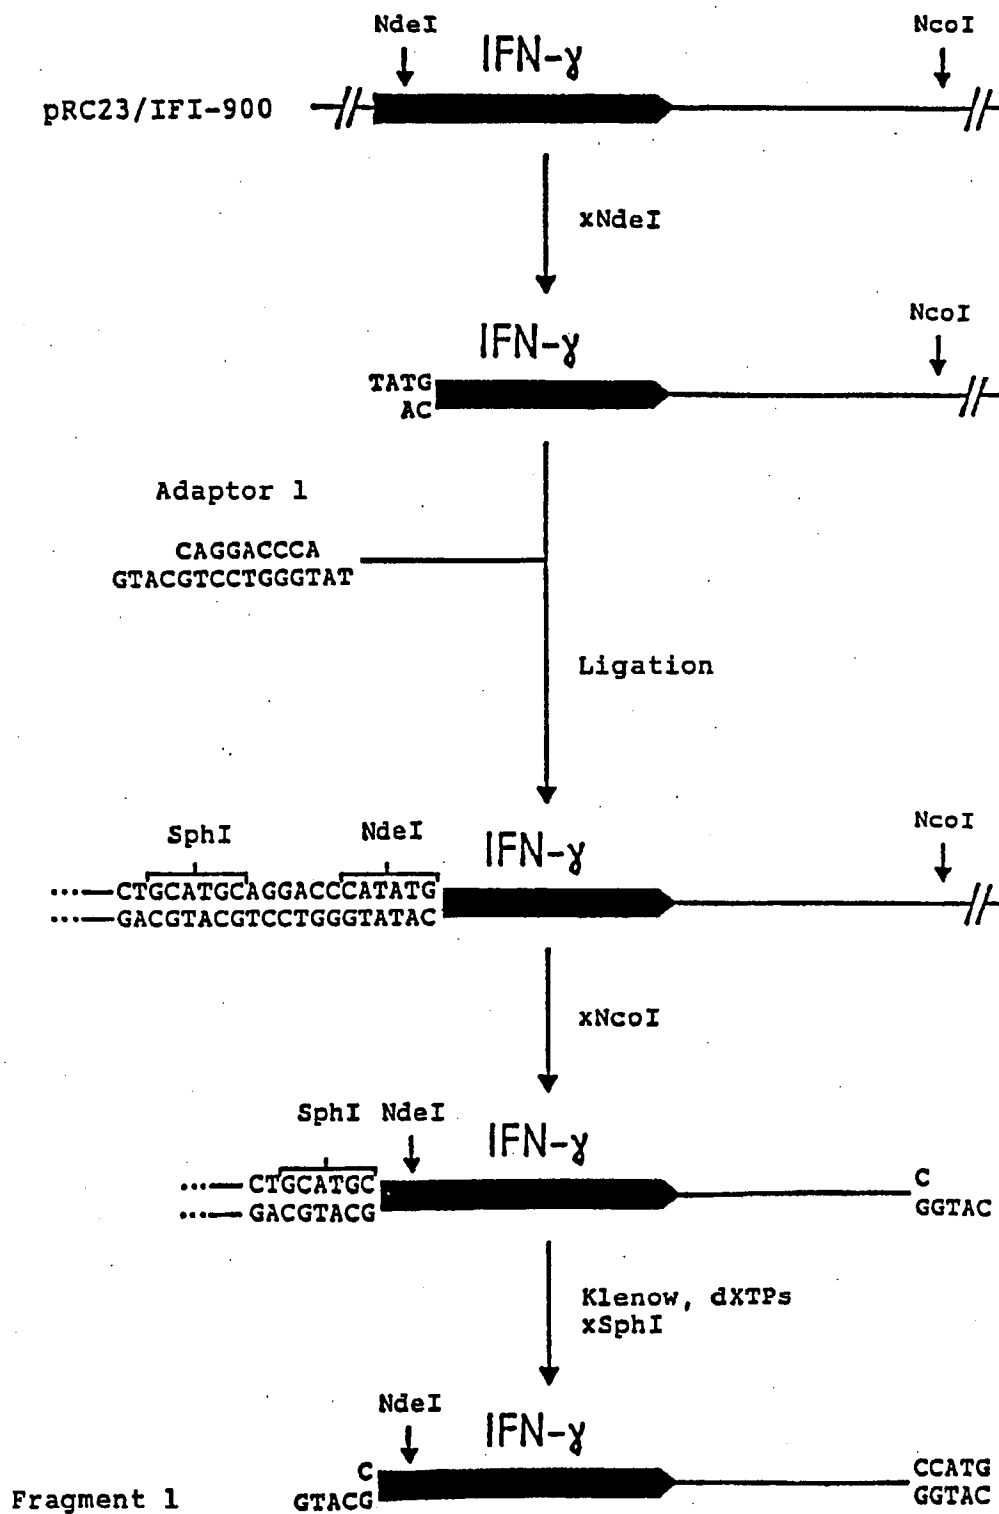 NdeI NcoI
IFN-γ
pRC23/IFI-900
xNdeI
NcoI
IFN-γ
TATG
AC
Adaptor 1
CAGGACCCA
GTACGTCCTGGGTAT
Ligation
SphI NdeI NcoI
IFN-γ
CTGCATGCAGGACCCCATATG
GACGTACGTCCTGGGTATAC
xNcoI
SphI NdeI
IFN-γ
CTGCATGC C
GACGTACG GGTAC
Klenow, dXTPs
xSphI
NdeI
IFN-γ
C CCATG
Fragment 1 GTACG GGTAC